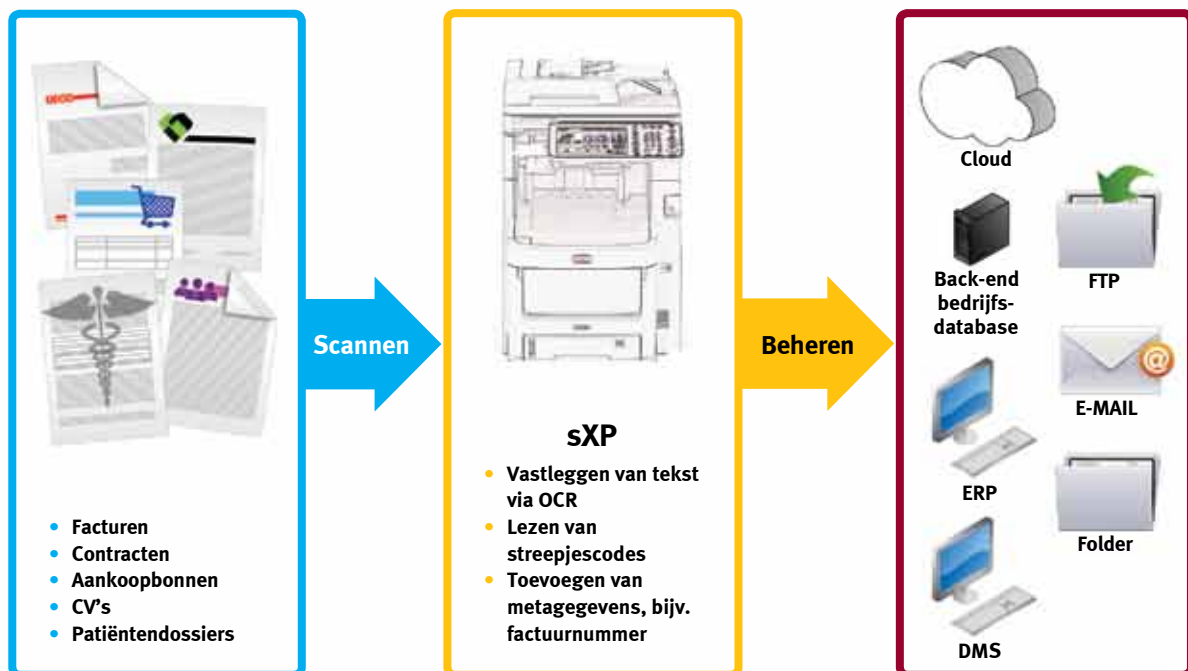 Facturen
Contracten
Aankoopbonnen
CV's
Patiëntendossiers
Scannen
sXP
Vastleggen van tekst
via OCR
Lezen van
streepjescodes
Toevoegen van
metagegevens, bijv.
factuurnummer
Beheren
Cloud
Back-end
bedrijfs-
database
FTP
E-MAIL
ERP
Folder
DMS
@